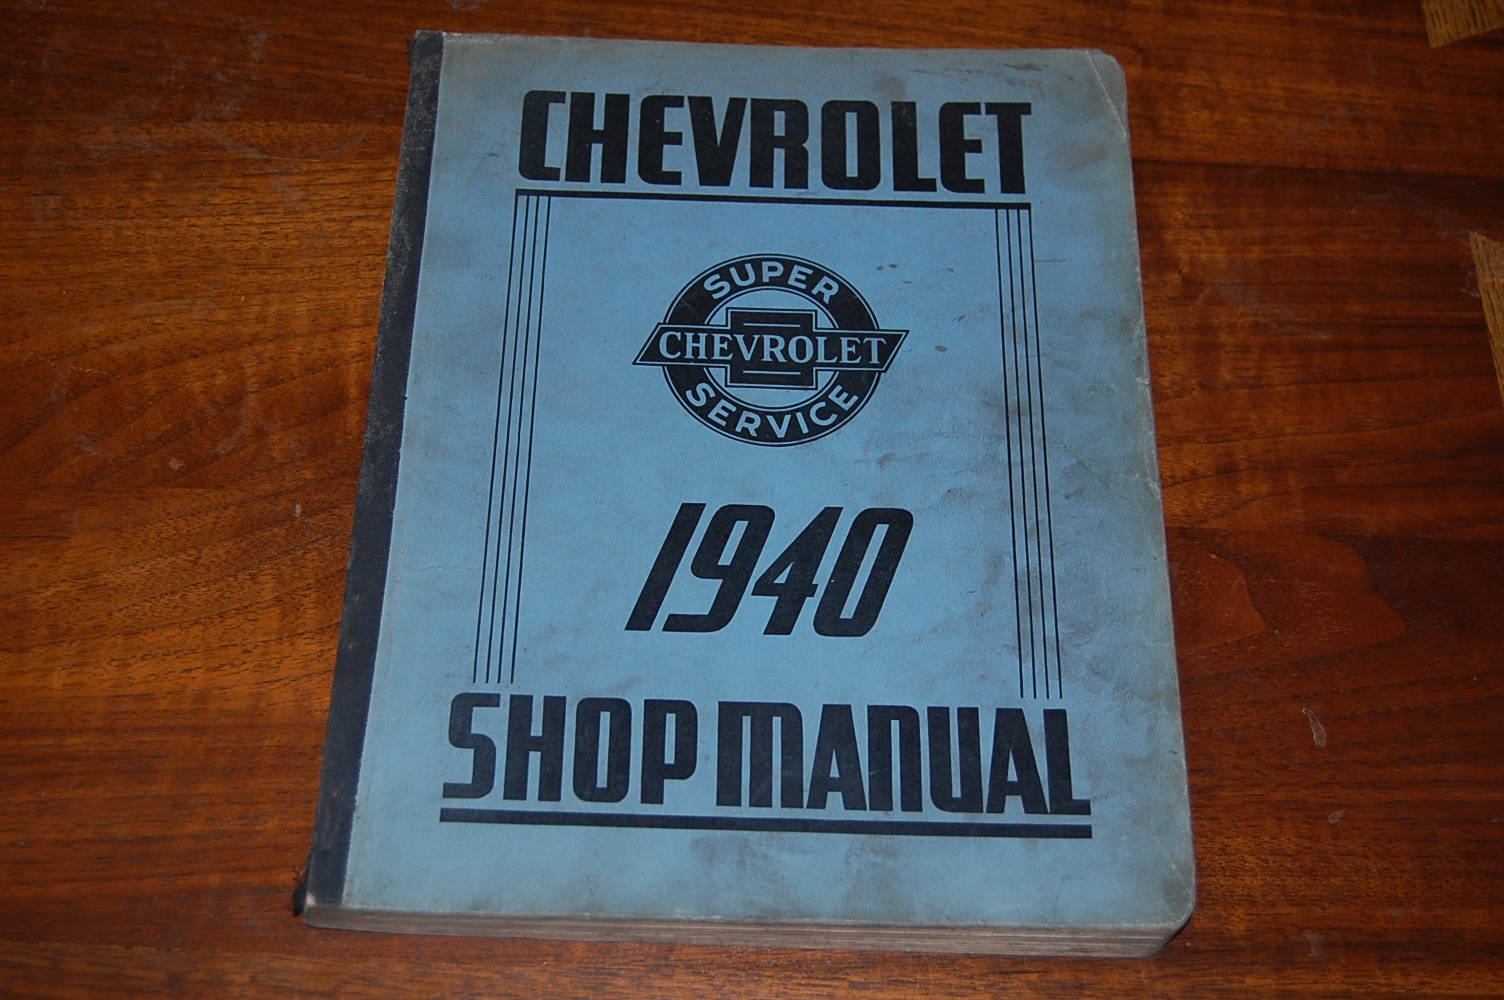 CHEVROLET
SUPER
CHEVROLET
SERVICE
1940
SHOP MANUAL